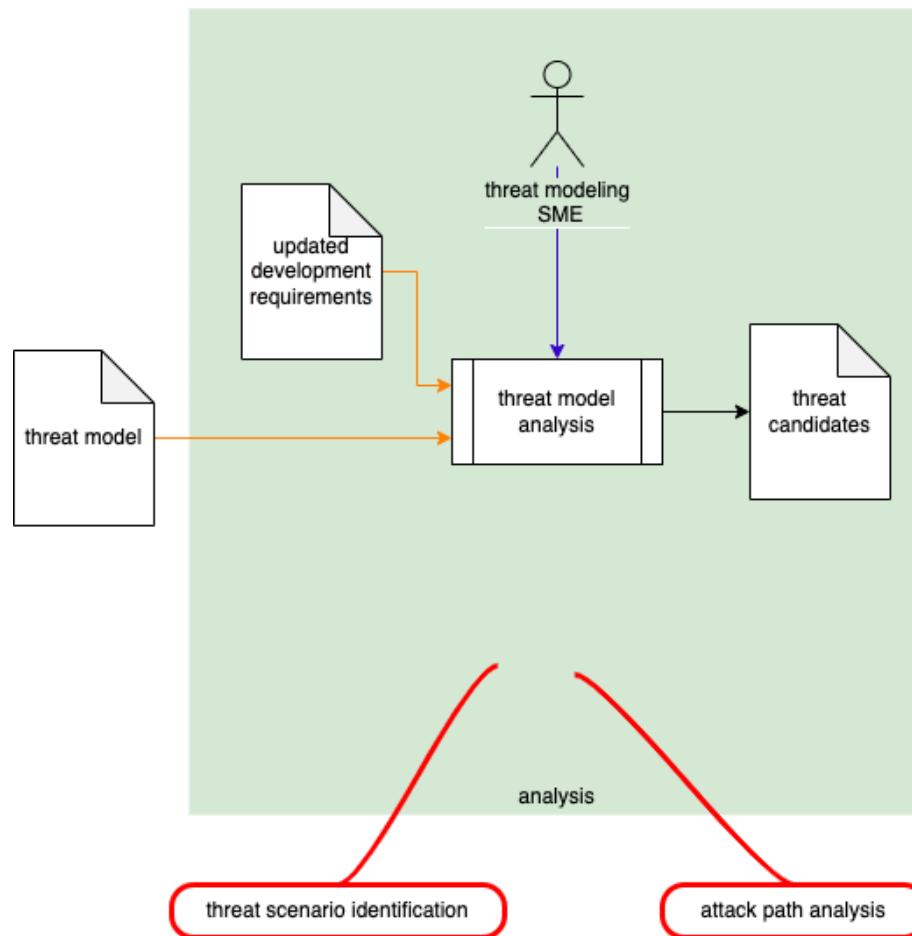 threat modeling
SME
updated
development
requirements
threat model
threat model
analysis
threat
candidates
analysis
threat scenario identification
attack path analysis